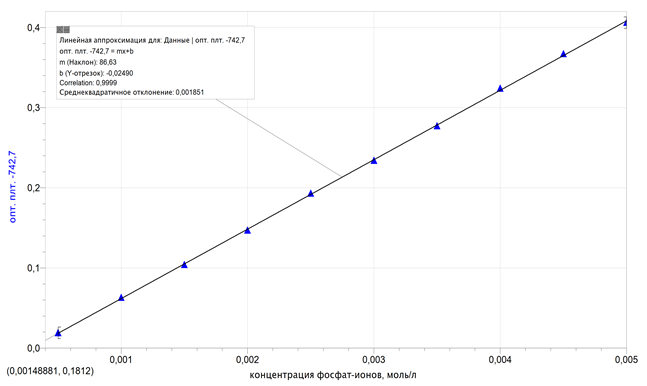 0,4
Линейная аппроксимация для: Данные | опт. плт. -742,7
опт. плт. -742,7 = mx+b
m (Наклон): 86,63
b (Y-отрезок): -0,02490
Correlation: 0,9999
Среднеквадратичное отклонение: 0,001851
0,3
опт. плт. -742,7
0,2
0,1
0,0
0,001 0,002 0,003 0,004 0,005
(0,00148881, 0,1812)
концентрация фосфат-ионов, моль/л